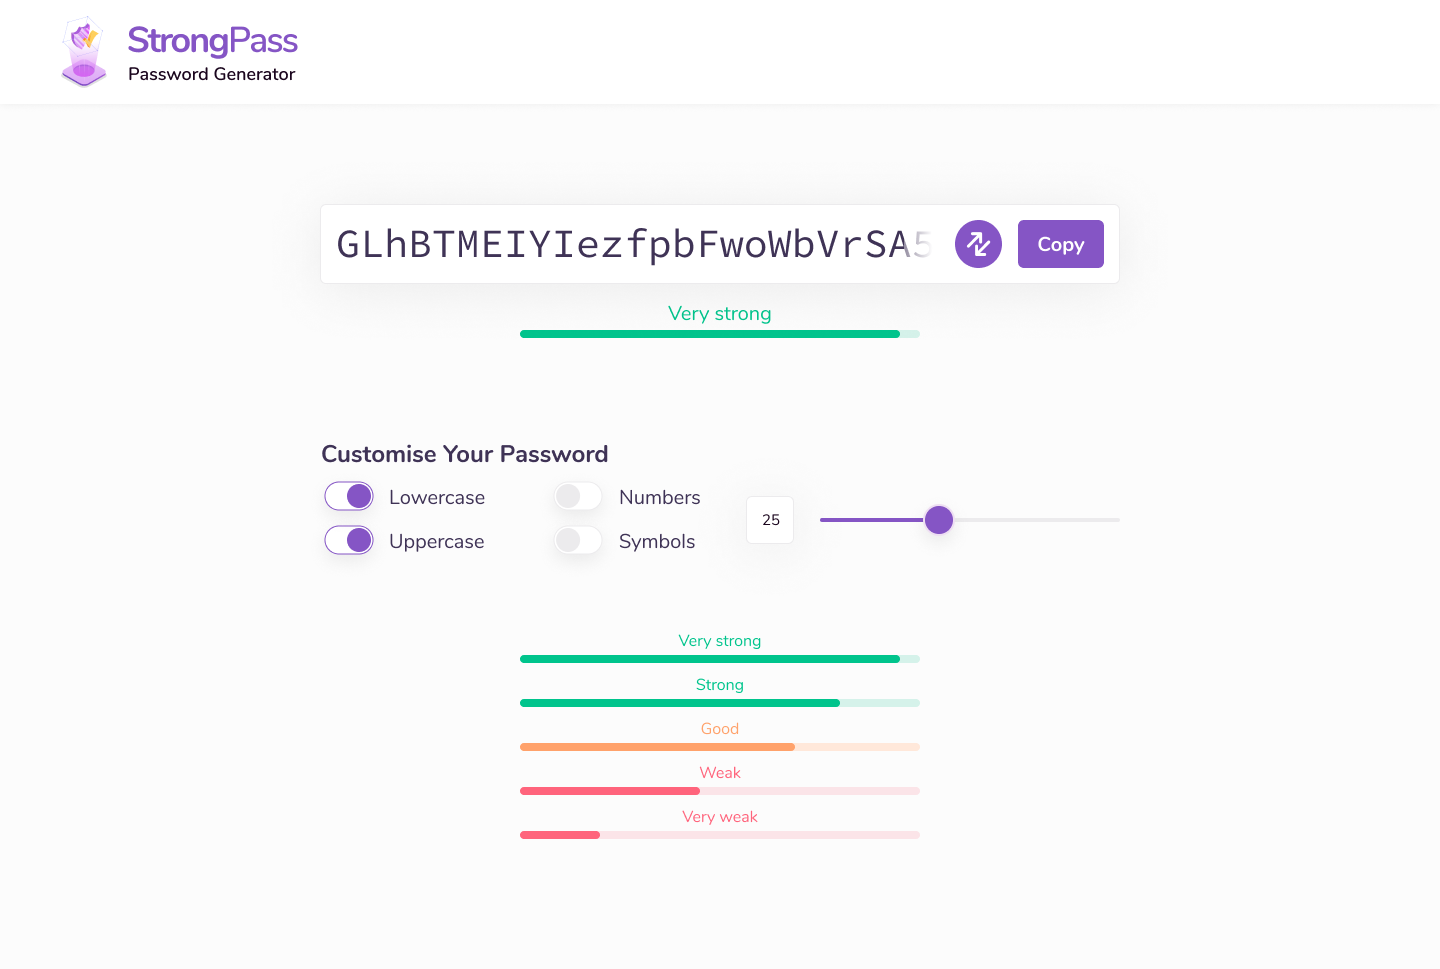 StrongPass
Password Generator
GLhBTMEIYIezfpbFwoWbVrSA5
Copy
Very strong
Customise Your Password
Lowercase
Numbers
Uppercase
Symbols
25
Very strong
Strong
Good
Weak
Very weak